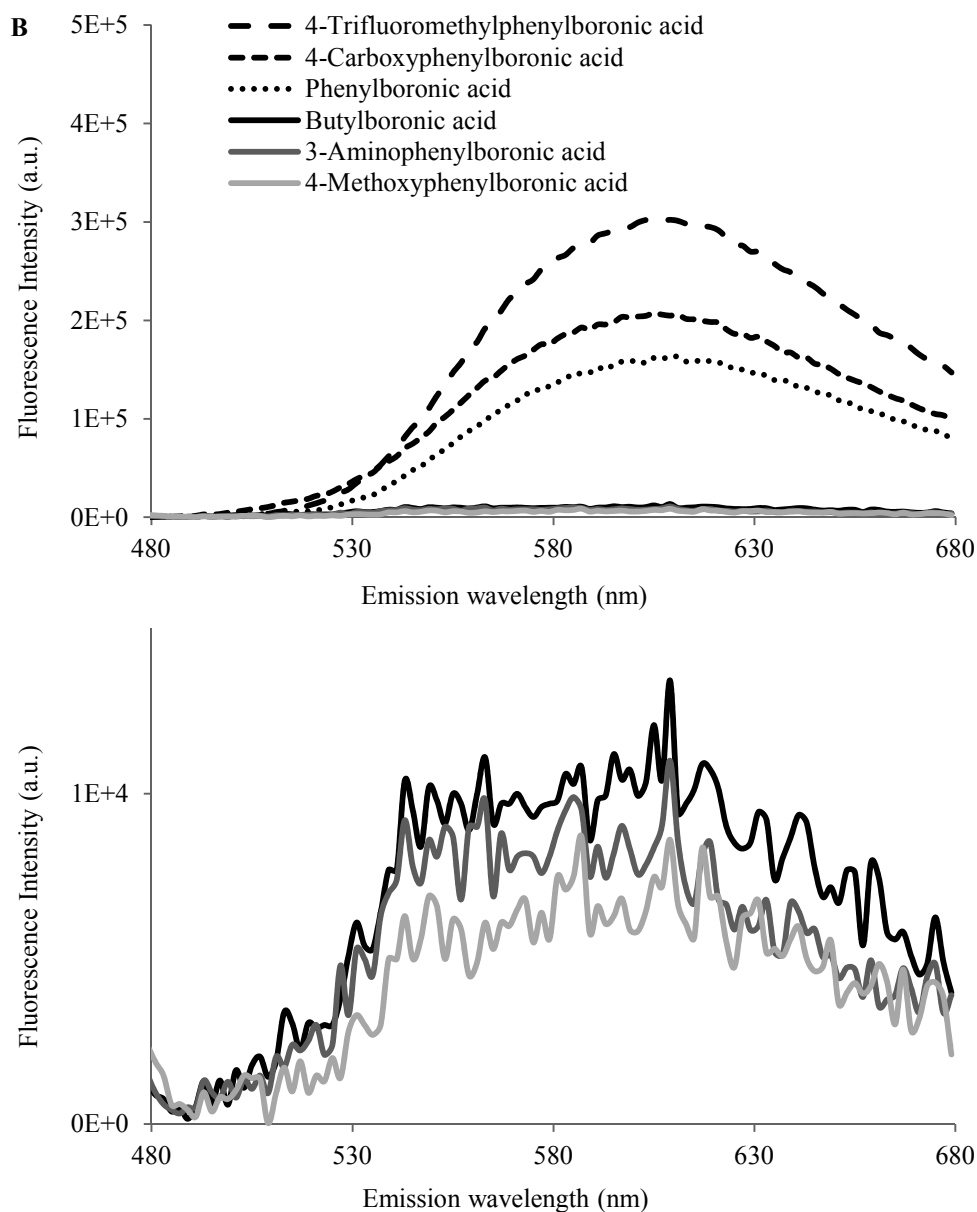 B
5E+5
4E+5
3E+5
2E+5
1E+5
0E+0
Fluorescence Intensity (a.u.)
4-Trifluoromethylphenylboronic acid
4-Carboxyphenylboronic acid
Phenylboronic acid
Butylboronic acid
3-Aminophenylboronic acid
4-Methoxyphenylboronic acid
480 530 580 630 680
Emission wavelength (nm)
Fluorescence Intensity (a.u.)
1E+4
0E+0
480 530 580 630 680
Emission wavelength (nm)